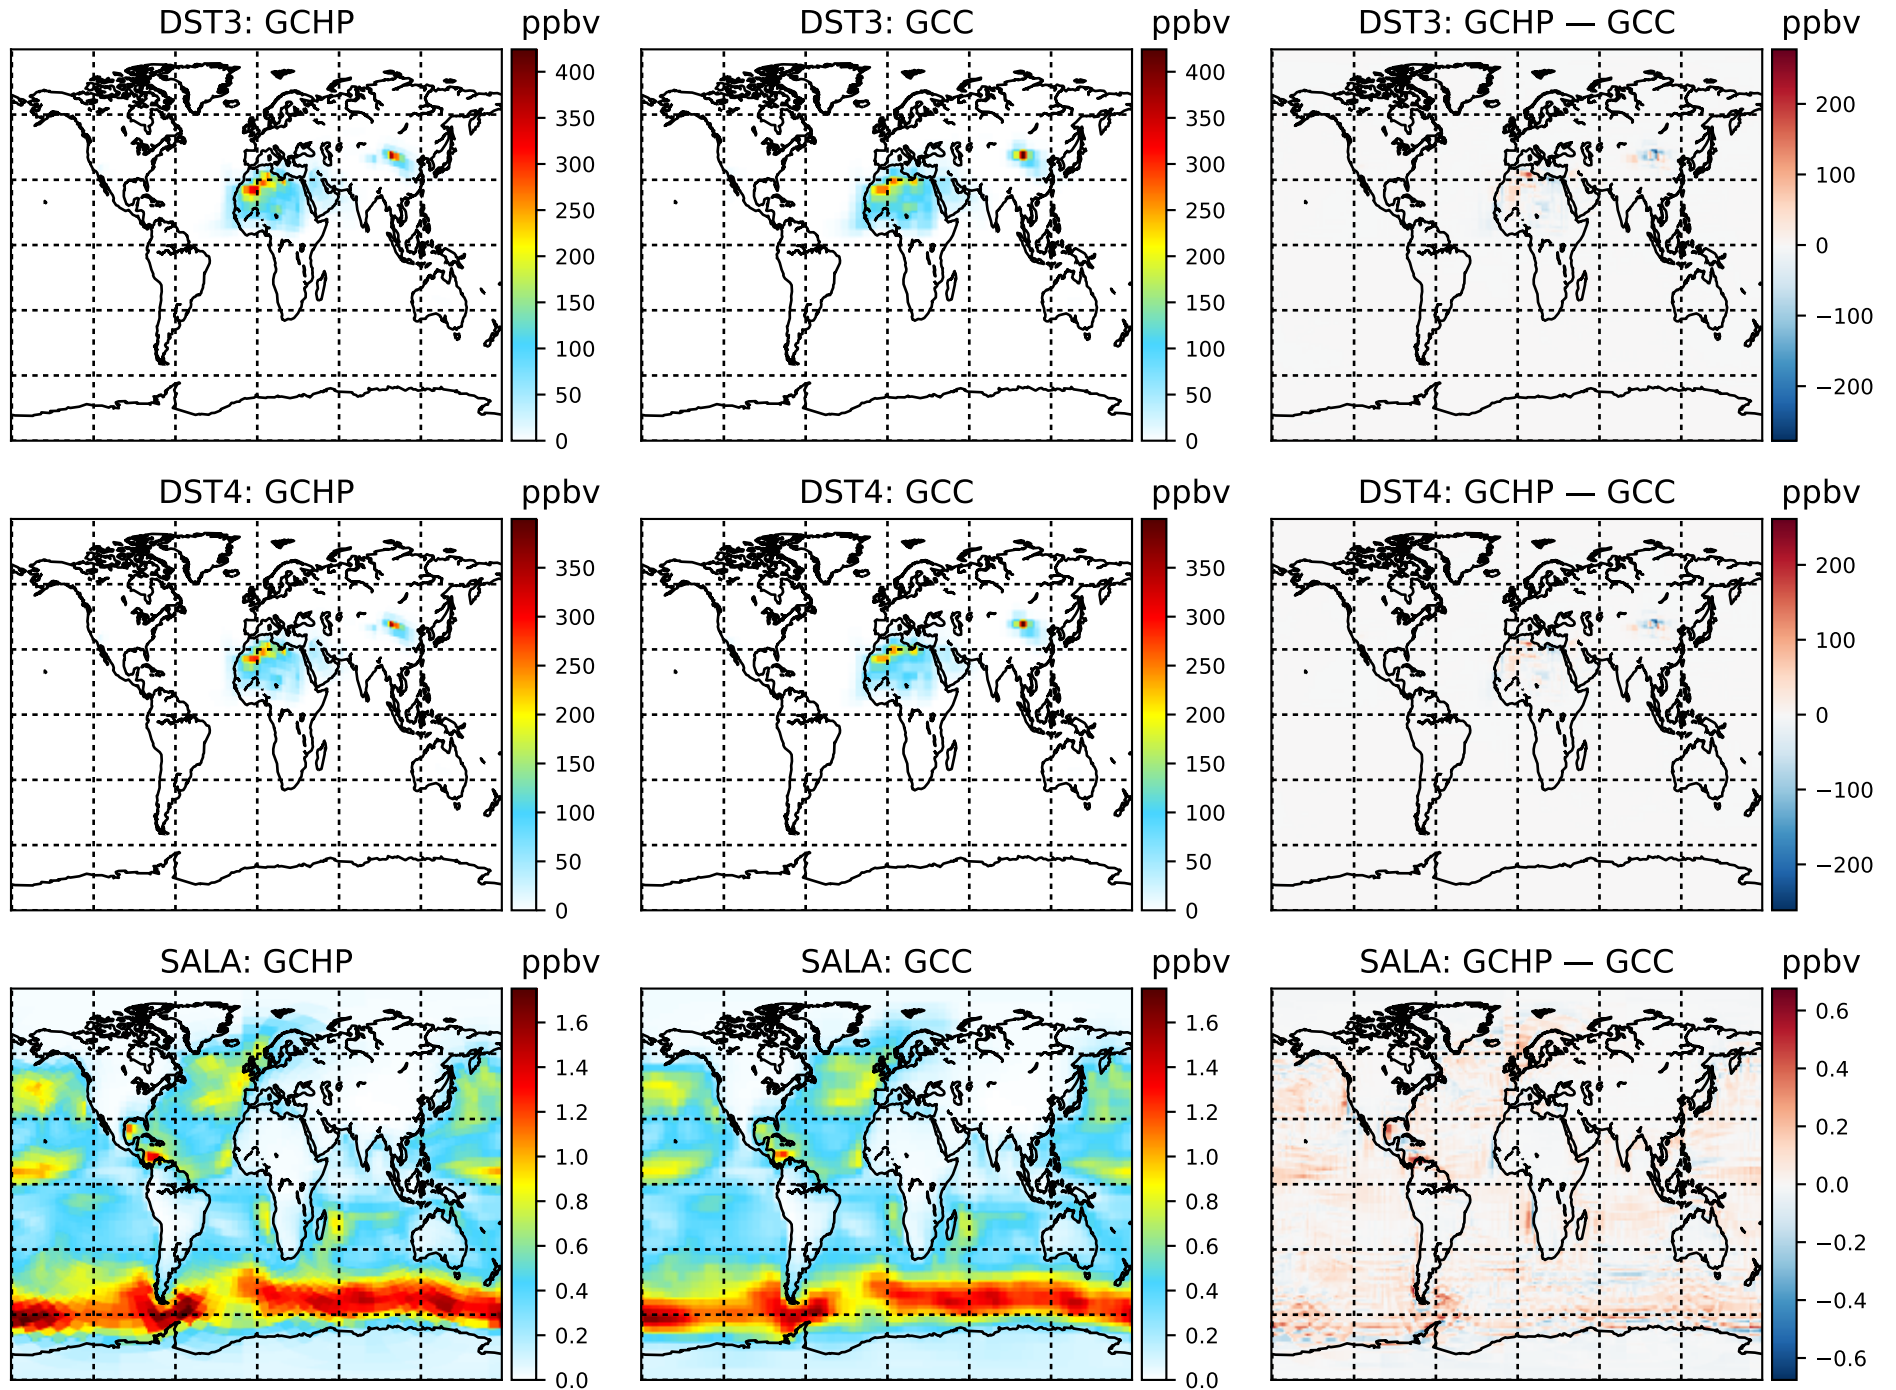 DST3: GCHP ppbv DST3: GCC ppbv DST3: GCHP — GCC ppbv
400 400 200
350 350
300 300 100
250 250
200 200 0
150 150
100 100 −100
50 50 −200
0 0
DST4: GCHP ppbv DST4: GCC ppbv DST4: GCHP — GCC ppbv
350 350 200
300 300
250 250 100
200 200 0
150 150
100 100 −100
50 50 −200
0 0
SALA: GCHP ppbv SALA: GCC ppbv SALA: GCHP — GCC ppbv
1.6 1.6 0.6
1.4 1.4 0.4
1.2 1.2
1.0 1.0 0.2
0.8 0.8 0.0
0.6 0.6 −0.2
0.4 0.4 −0.4
0.2 0.2 −0.6
0.0 0.0